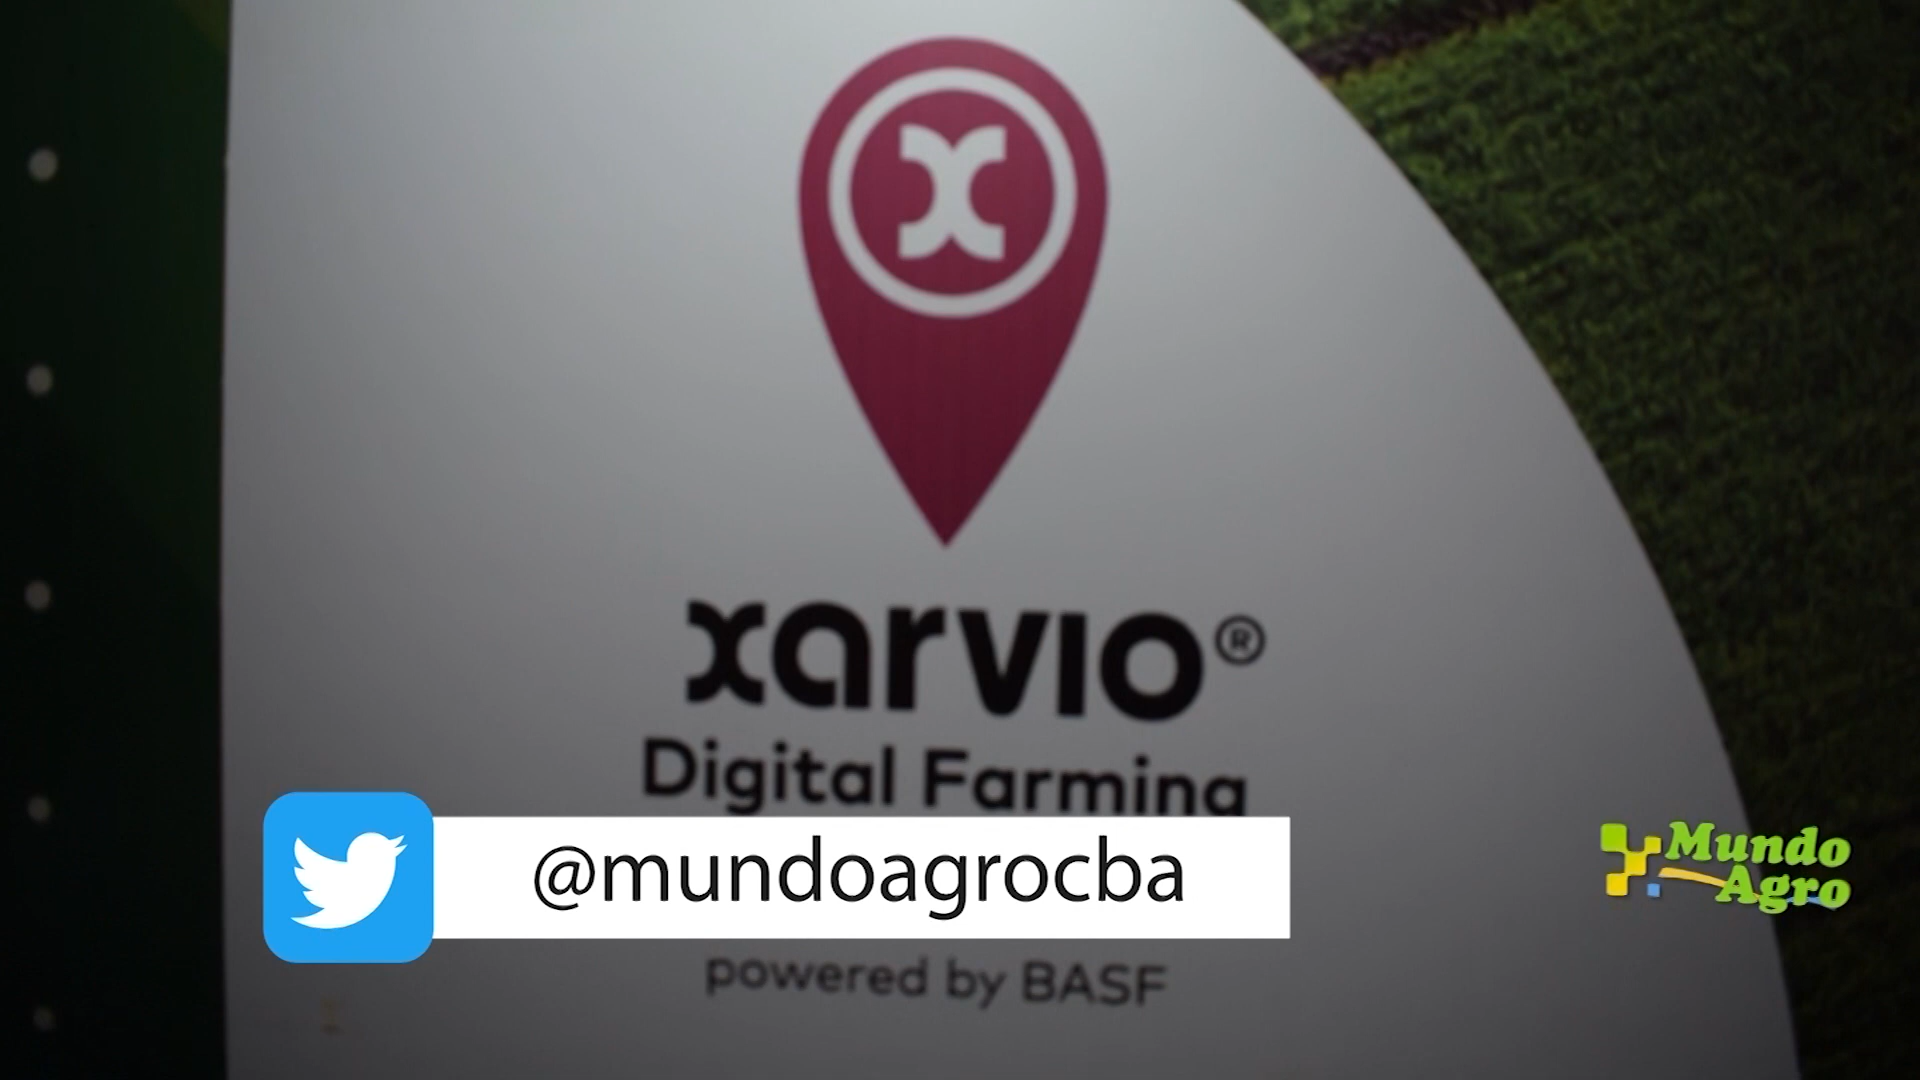 xarvio®
Digital Farming
@mundoagrocba
powered by BASF
Mundo
Agro